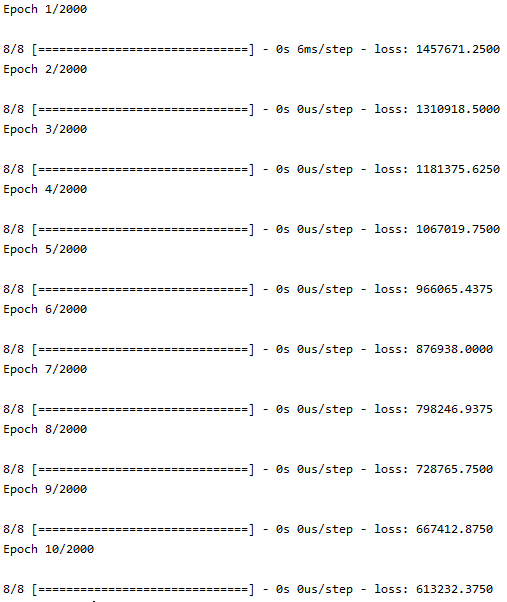 Epoch 1/2000
8/8 [==============================] - 0s 6ms/step - loss: 1457671.2500
Epoch 2/2000
8/8 [==============================] - 0s 0us/step - loss: 1310918.5000
Epoch 3/2000
8/8 [==============================] - 0s 0us/step - loss: 1181375.6250
Epoch 4/2000
8/8 [==============================] - 0s 0us/step - loss: 1067019.7500
Epoch 5/2000
8/8 [==============================] - 0s 0us/step - loss: 966065.4375
Epoch 6/2000
8/8 [==============================] - 0s 0us/step - loss: 876938.0000
Epoch 7/2000
8/8 [==============================] - 0s 0us/step - loss: 798246.9375
Epoch 8/2000
8/8 [==============================] - 0s 0us/step - loss: 728765.7500
Epoch 9/2000
8/8 [==============================] - 0s 0us/step - loss: 667412.8750
Epoch 10/2000
8/8 [==============================] - 0s 0us/step - loss: 613232.3750